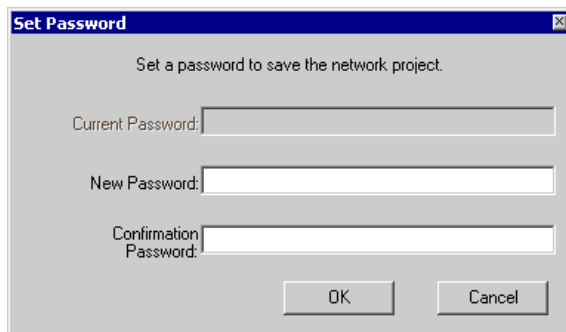 Set Password
Set a password to save the network project.
Current Password:
New Password:
Confirmation
Password:
OK Cancel